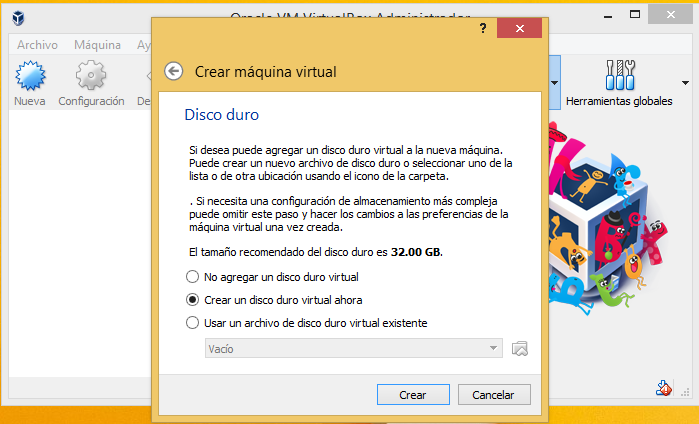 Oracle VM VirtualBox Administrador
Archivo Máquina Ay
Nueva
Configuración
De
Herramientas globales
?
Crear máquina virtual
Disco duro
Si desea puede agregar un disco duro virtual a la nueva máquina.
Puede crear un nuevo archivo de disco duro o seleccionar uno de la
lista o de otra ubicación usando el icono de la carpeta.
. Si necesita una configuración de almacenamiento más compleja
puede omitir este paso y hacer los cambios a las preferencias de la
máquina virtual una vez creada.
El tamaño recomendado del disco duro es 32.00 GB.
No agregar un disco duro virtual
Crear un disco duro virtual ahora
Usar un archivo de disco duro virtual existente
Vacío
Crear
Cancelar